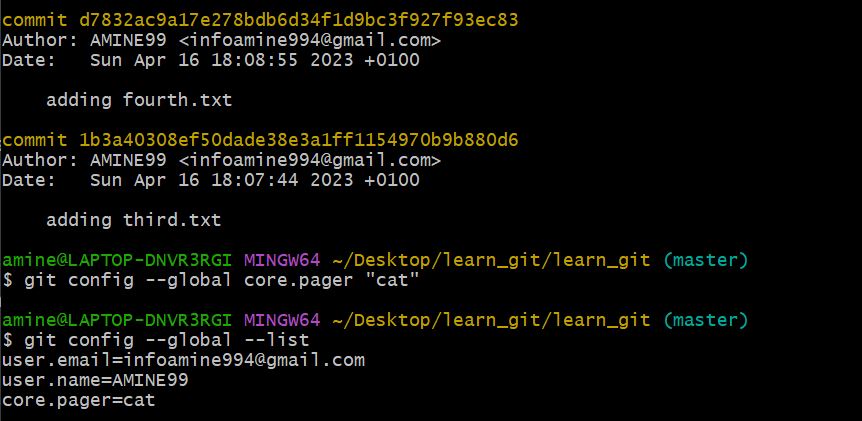 commit d7832ac9a17e278bdb6d34f1d9bc3f927f93ec83
Author: AMINE99 <infoamine994@gmail.com>
Date:   Sun Apr 16 18:08:55 2023 +0100
    adding fourth.txt
commit 1b3a40308ef50dade38e3a1ff1154970b9b880d6
Author: AMINE99 <infoamine994@gmail.com>
Date:   Sun Apr 16 18:07:44 2023 +0100
    adding third.txt
amine@LAPTOP-DNVR3RGI MINGW64 ~/Desktop/learn_git/learn_git (master)
$ git config --global core.pager "cat"
amine@LAPTOP-DNVR3RGI MINGW64 ~/Desktop/learn_git/learn_git (master)
$ git config --global --list
user.email=infoamine994@gmail.com
user.name=AMINE99
core.pager=cat